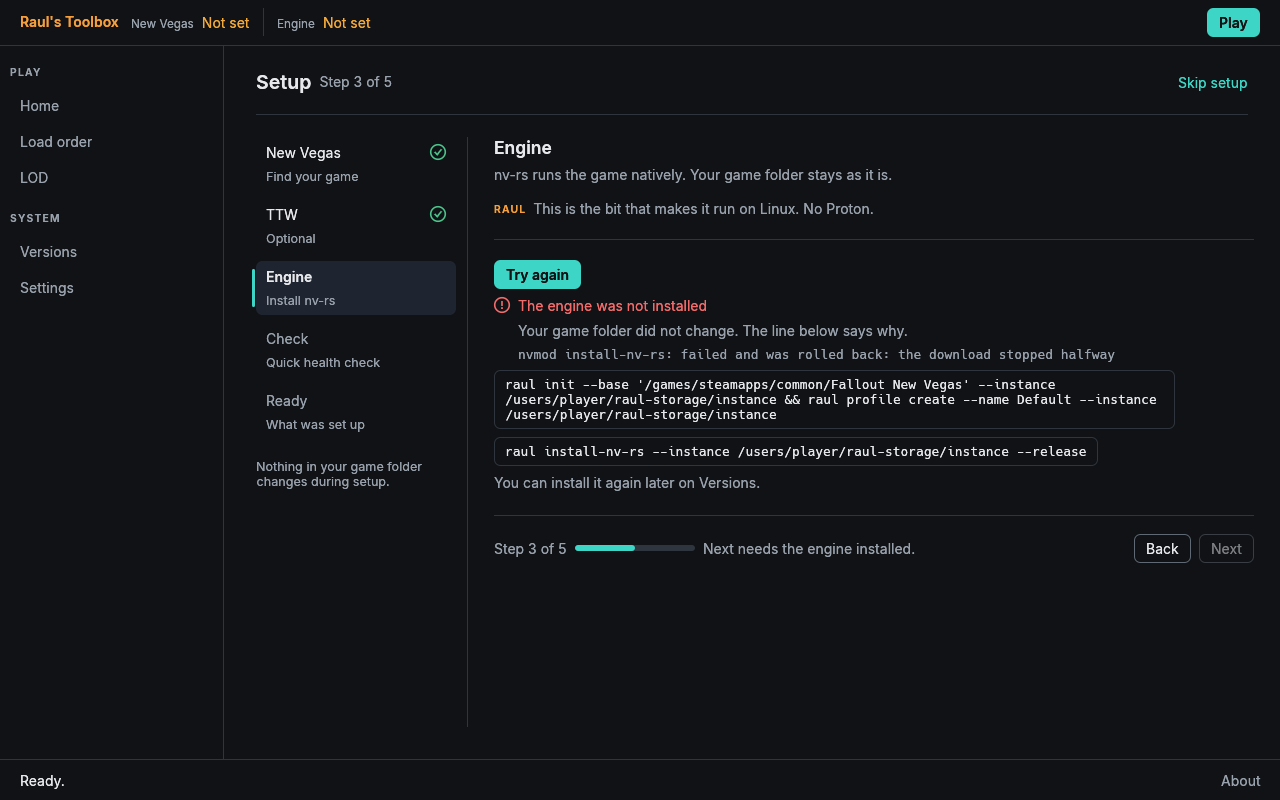 Raul's Toolbox New Vegas Not set Engine Not set Play
PLAY
Home
Load order
LOD
SYSTEM
Versions
Settings
Setup Step 3 of 5 Skip setup
New Vegas
Find your game
TTW
Optional
Engine
Install nv-rs
Check
Quick health check
Ready
What was set up
Nothing in your game folder
changes during setup.
Engine
nv-rs runs the game natively. Your game folder stays as it is.
RAUL This is the bit that makes it run on Linux. No Proton.
Try again
The engine was not installed
Your game folder did not change. The line below says why.
nvmod install-nv-rs: failed and was rolled back: the download stopped halfway
raul init --base '/games/steamapps/common/Fallout New Vegas' --instance
/users/player/raul-storage/instance && raul profile create --name Default --instance
/users/player/raul-storage/instance
raul install-nv-rs --instance /users/player/raul-storage/instance --release
You can install it again later on Versions.
Step 3 of 5 Next needs the engine installed. Back Next
Ready. About